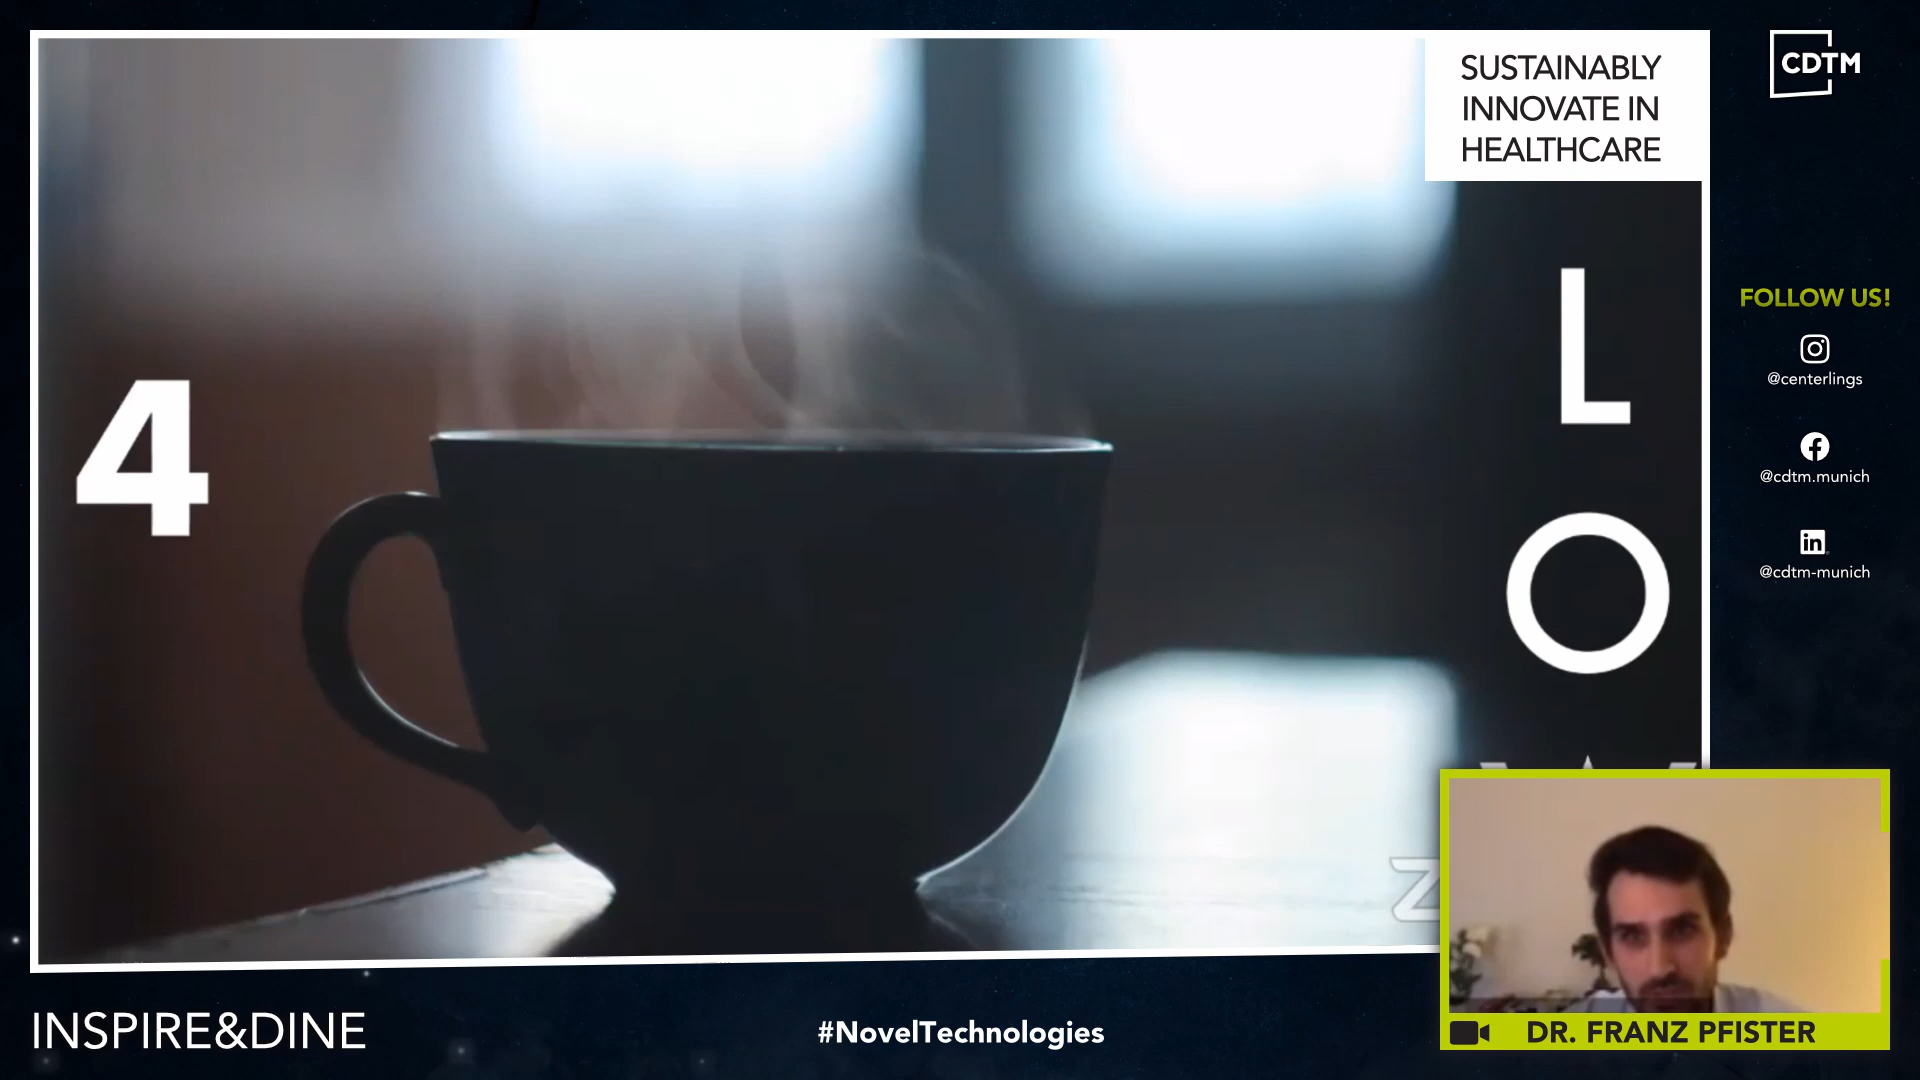 SUSTAINABLY
INNOVATE IN
HEALTHCARE
CDTM
4
L
O
FOLLOW US!
@centerlings
@cdtm.munich
in
@cdtm-munich
INSPIRE&DINE
#NovelTechnologies
DR. FRANZ PFISTER